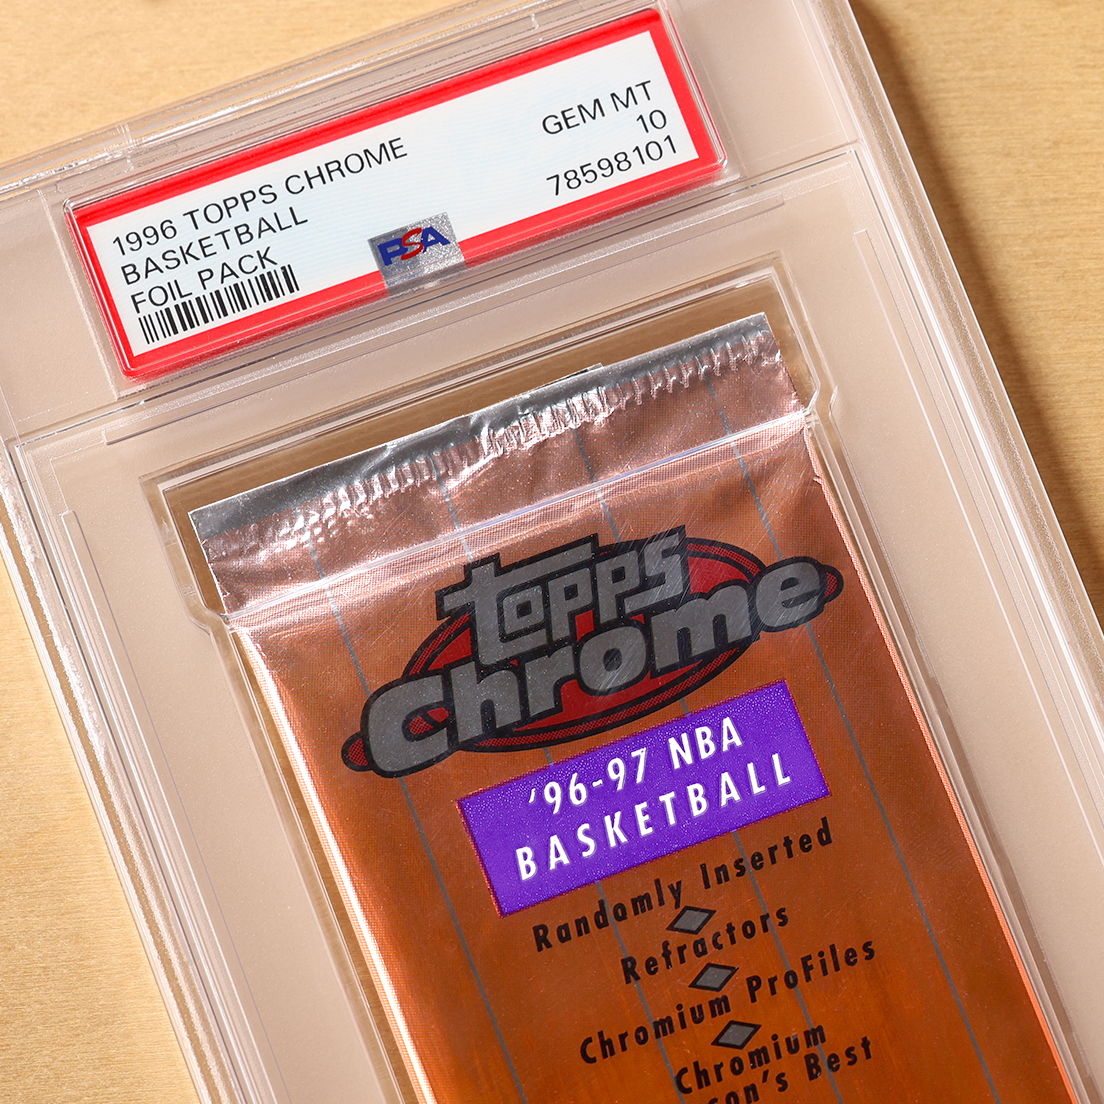 1996 TOPPS CHROME
BASKETBALL
FOIL PACK
GEM MT
10
78598101
PSA
topps
Chrome
'96-97 NBA
BASKETBALL
Randomly Inserted
Refractors
Chromium ProFiles
Chromium
Best